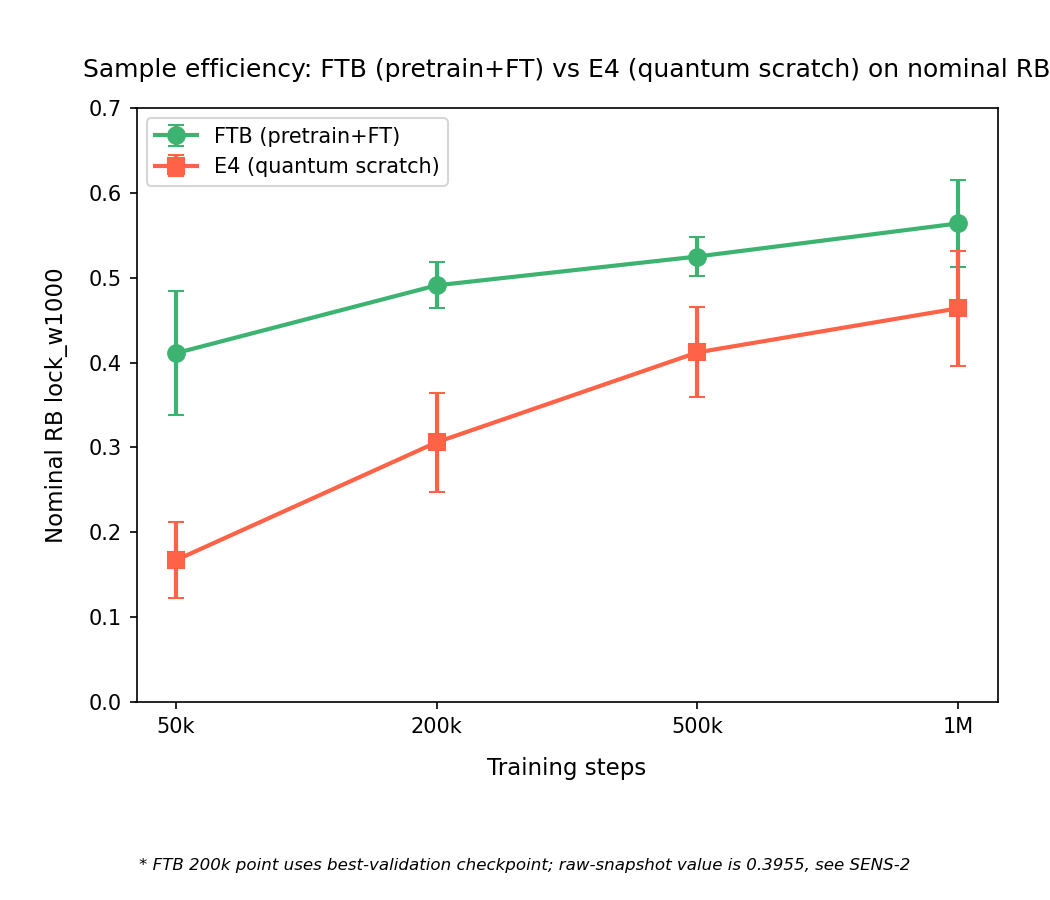 Sample efficiency: FTB (pretrain+FT) vs E4 (quantum scratch) on nominal RB
0.7
FTB (pretrain+FT)
E4 (quantum scratch)
0.6
0.5
0.4
0.3
0.2
0.1
0.0
Nominal RB lock_w1000
50k 200k 500k 1M
Training steps
* FTB 200k point uses best-validation checkpoint; raw-snapshot value is 0.3955, see SENS-2